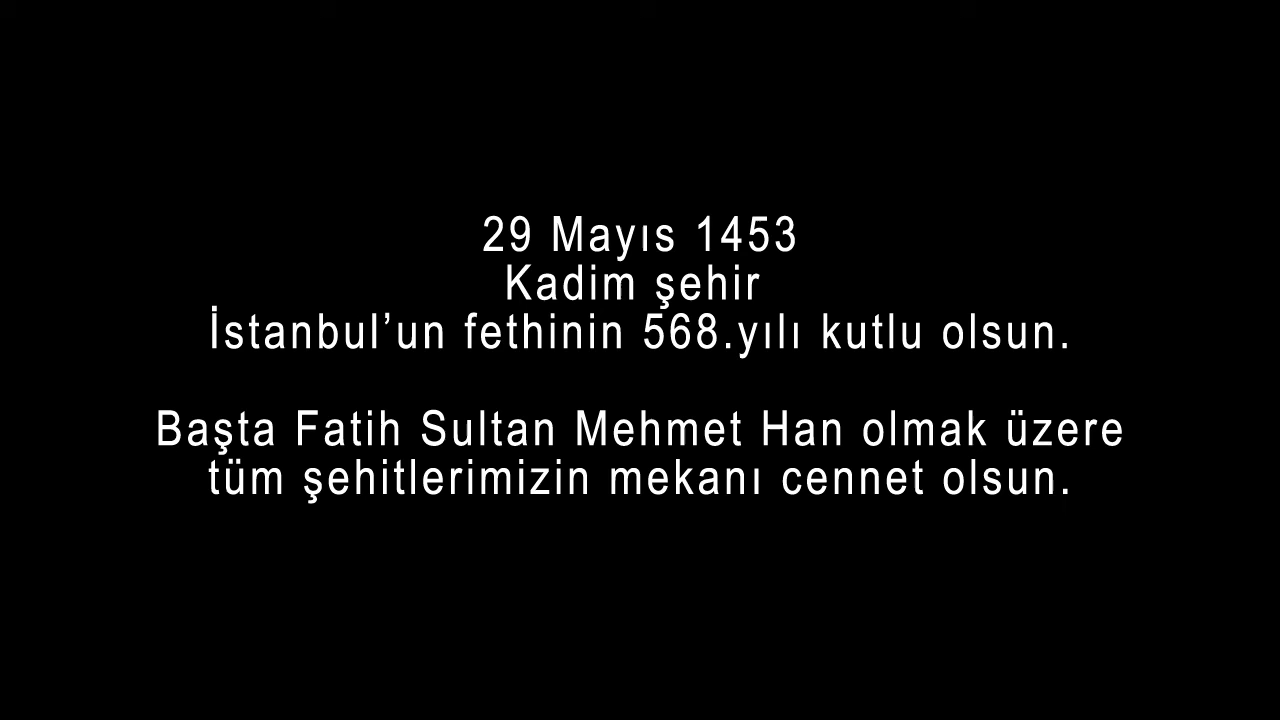 29 Mayıs 1453
Kadim şehir
İstanbul’un fethinin 568.yılı kutlu olsun.
Başta Fatih Sultan Mehmet Han olmak üzere
tüm şehitlerimizin mekanı cennet olsun.